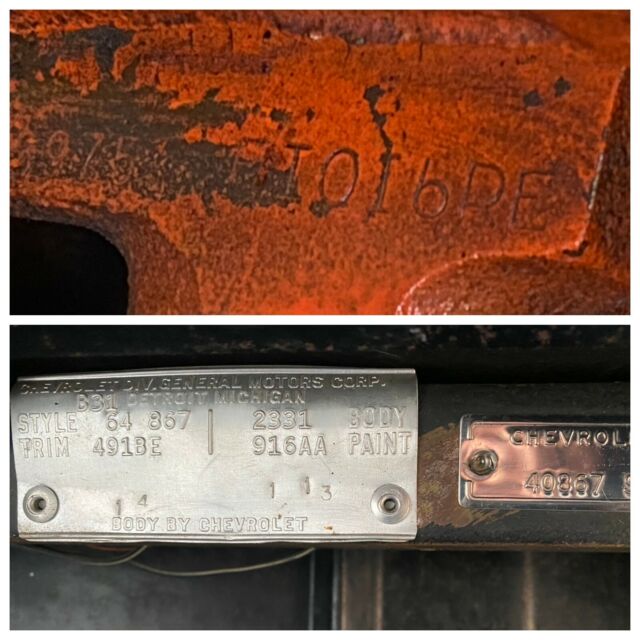 T0I6RE
CHEVROLET DIV. GENERAL MOTORS CORP.
B31 DETROIT MICHIGAN
STYLE 64 867 2331 BODY
TRIM 491BE 916AA PAINT
1 4 1 1 3
BODY BY CHEVROLET
CHEVROL
40867 S